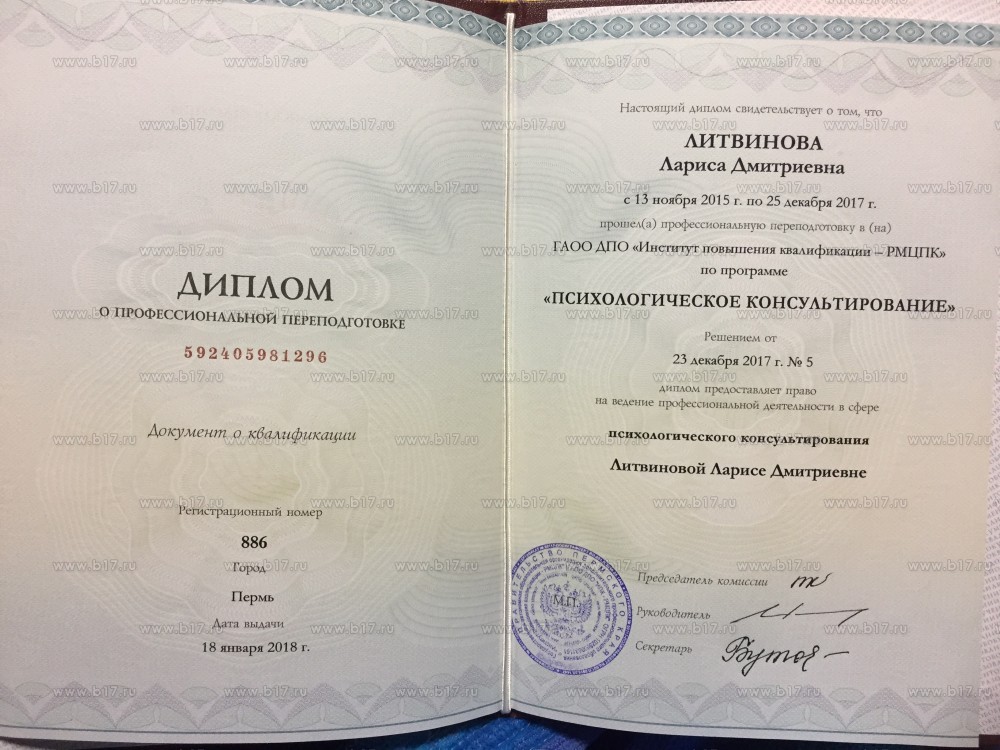 ДИПЛОМ
О ПРОФЕССИОНАЛЬНОЙ ПЕРЕПОДГОТОВКЕ
592405981296
Документ о квалификации
Регистрационный номер
886
Город
Пермь
Дата выдачи
18 января 2018 г.
Настоящий диплом свидетельствует о том, что
ЛИТВИНОВА
Лариса Дмитриевна
с 13 ноября 2015 г. по 25 декабря 2017 г.
прошел(а) профессиональную переподготовку в (на)
ГАОО ДПО «Институт повышения квалификации – РМЦПК»
по программе
«ПСИХОЛОГИЧЕСКОЕ КОНСУЛЬТИРОВАНИЕ»
Решением от
23 декабря 2017 г. № 5
диплом предоставляет право
на ведение профессиональной деятельности в сфере
психологического консультирования
Литвиновой Ларисе Дмитриевне
Председатель комиссии
М.П.
ПРАВИТЕЛЬСТВО ПЕРМСКОГО КРАЯ
Руководитель
Секретарь
www.b17.ru